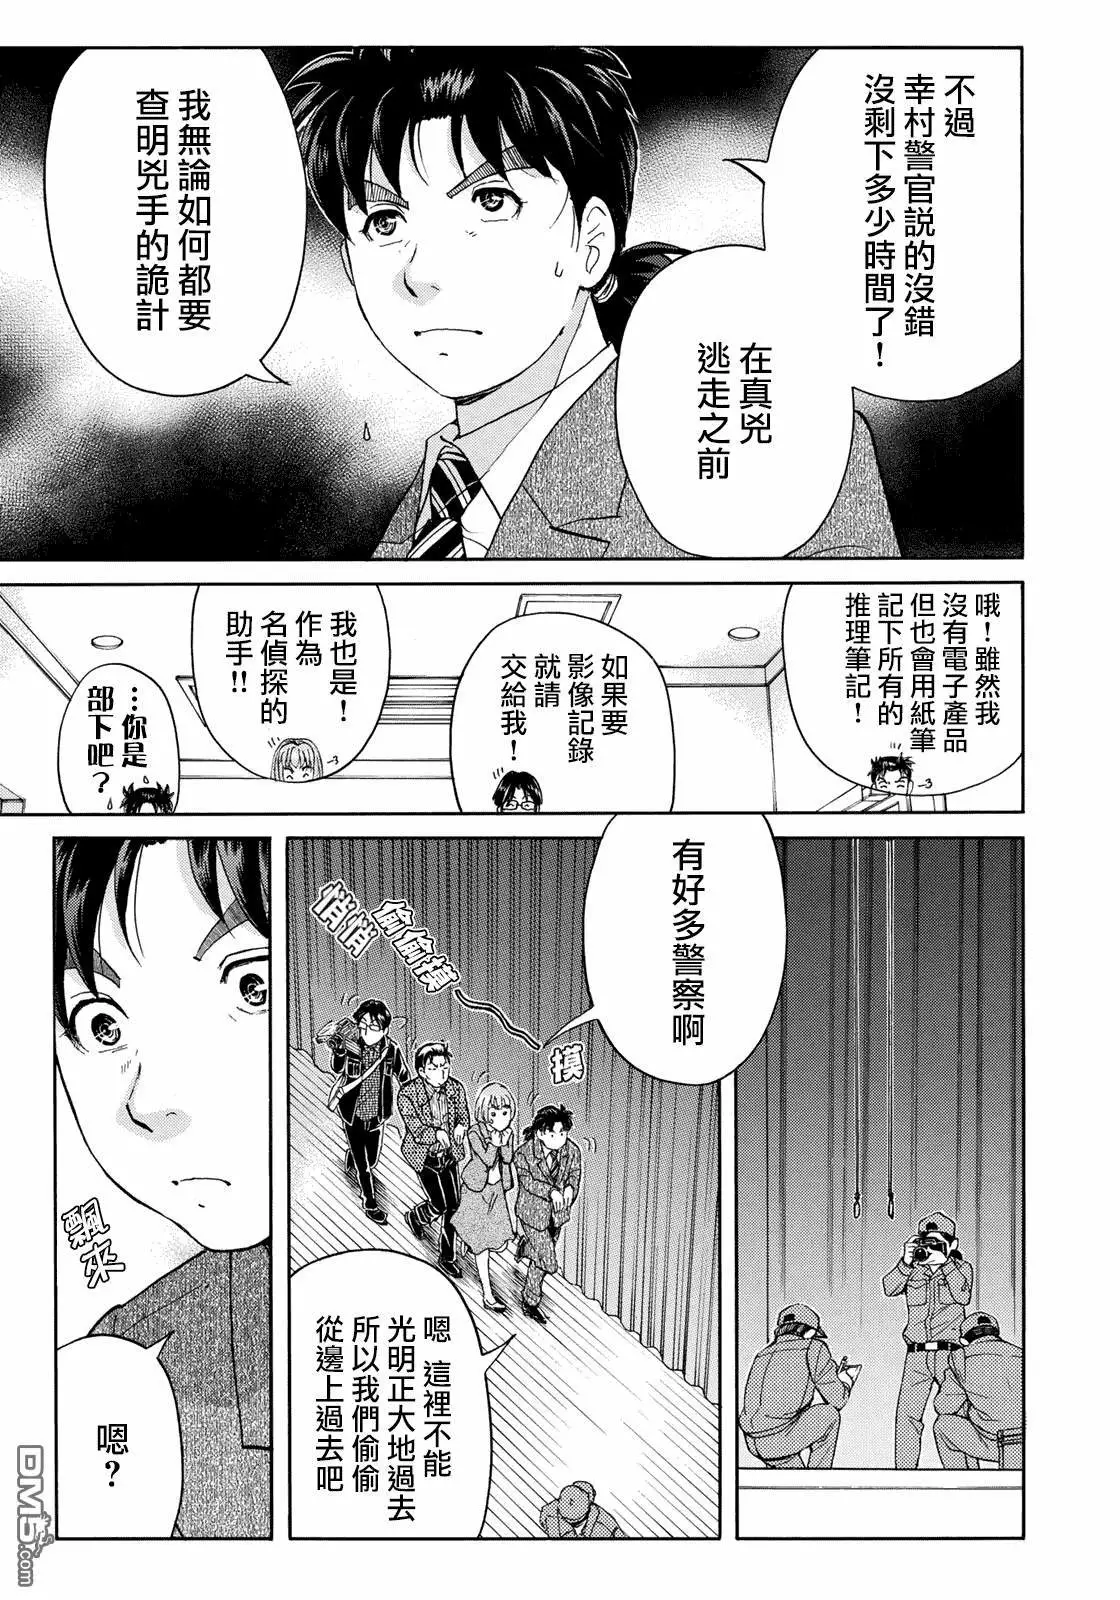 不過
幸村警官説的沒錯
沒剩下多少時間了！
在真兇
逃走之前
我無論如何都要
查明兇手的詭計
哦！雖然我
沒有電子產品
但也會用紙筆
記下所有的
推理筆記！
如果要
影像記錄
就請
交給我！
我也是！
作為
名偵探的
助手!!
…你是
部下吧？
有好多警察啊
偷偷摸
摸
悄悄
嗯 這裡不能
光明正大地過去
所以我們偷偷
從邊上過去吧
飄來
嗯？
DM5
.com